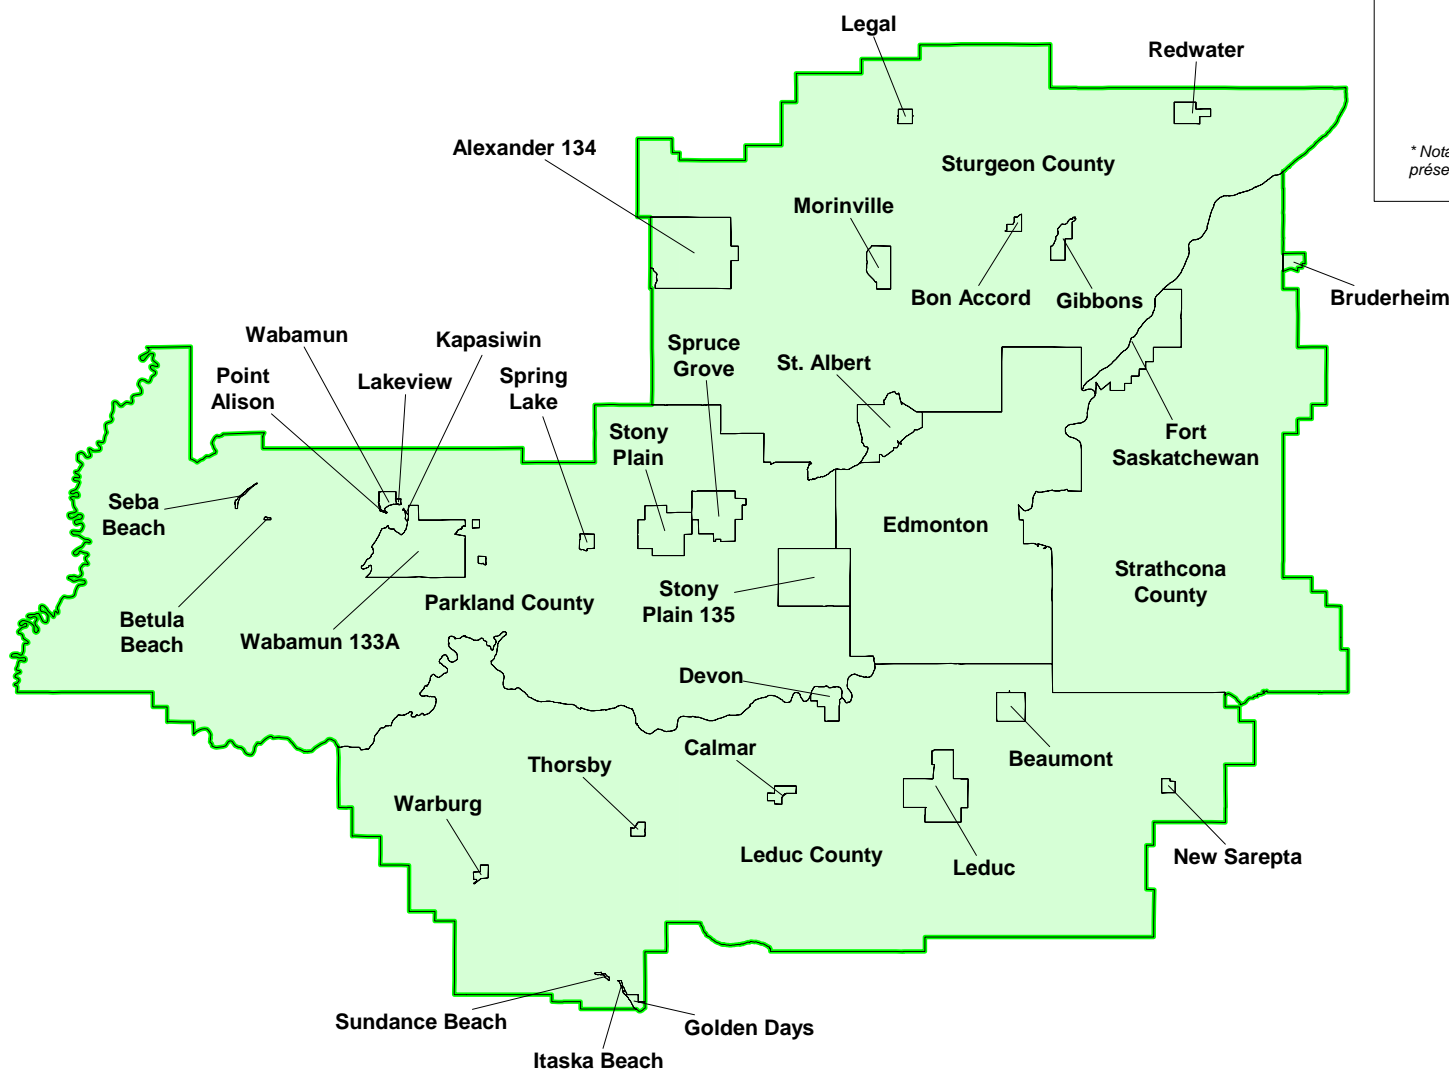 Legal
Redwater
* Nota
prése
Alexander 134
Sturgeon County
Morinville
Bon Accord
Gibbons
Bruderheim
Wabamun
Kapasiwin
Point
Alison
Lakeview
Spring
Lake
Spruce
Grove
St. Albert
Stony
Plain
Fort
Saskatchewan
Seba
Beach
Edmonton
Betula
Beach
Wabamun 133A
Parkland County
Stony
Plain 135
Strathcona
County
Devon
Calmar
Beaumont
Thorsby
Warburg
Leduc County
Leduc
New Sarepta
Sundance Beach
Golden Days
Itaska Beach